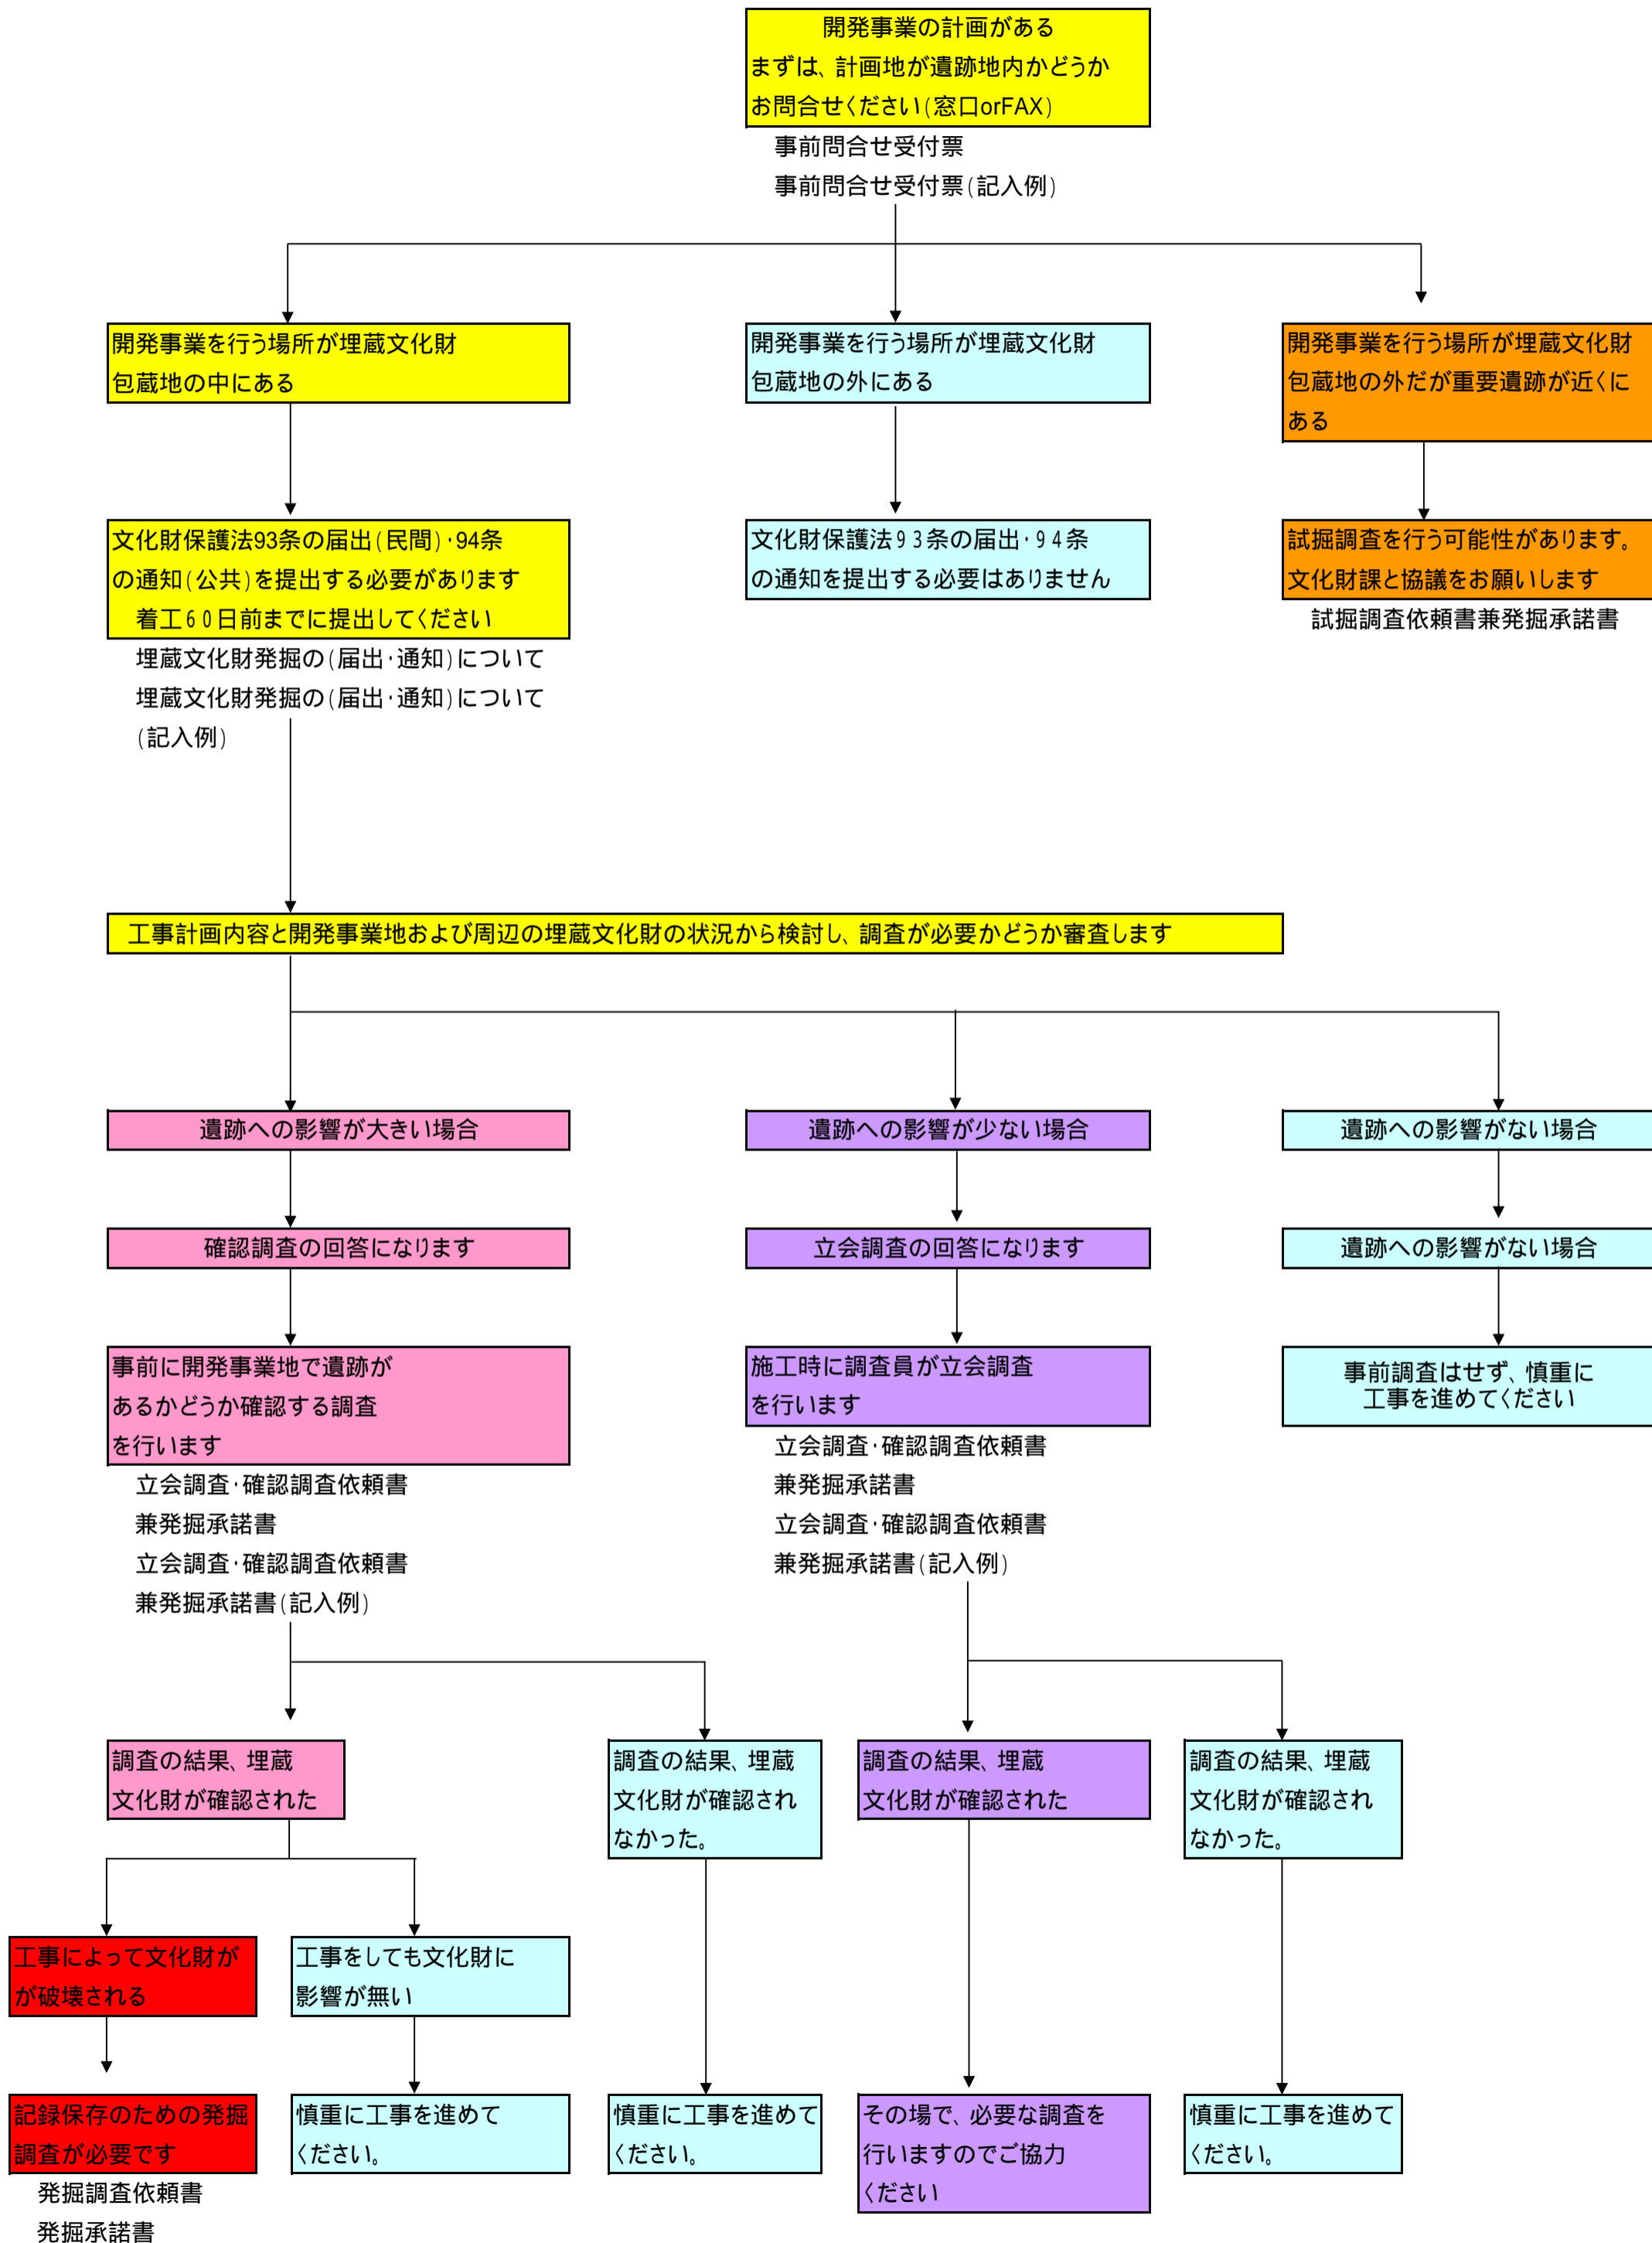 開発事業の計画がある
まずは、計画地が遺跡地内かどうか
お問合せください(窓口orFAX)
事前問合せ受付票
事前問合せ受付票(記入例)
開発事業を行う場所が埋蔵文化財
包蔵地の中にある
開発事業を行う場所が埋蔵文化財
包蔵地の外にある
開発事業を行う場所が埋蔵文化財
包蔵地の外だが重要遺跡が近くに
ある
文化財保護法93条の届出(民間)・94条
の通知(公共)を提出する必要があります
着工60日前までに提出してください
埋蔵文化財発掘の(届出・通知)について
埋蔵文化財発掘の(届出・通知)について
(記入例)
文化財保護法93条の届出・94条
の通知を提出する必要はありません
試掘調査を行う可能性があります。
文化財課と協議をお願いします
試掘調査依頼書兼発掘承諾書
工事計画内容と開発事業地および周辺の埋蔵文化財の状況から検討し、調査が必要かどうか審査します
遺跡への影響が大きい場合
遺跡への影響が少ない場合
遺跡への影響がない場合
確認調査の回答になります
立会調査の回答になります
遺跡への影響がない場合
事前に開発事業地で遺跡が
あるかどうか確認する調査
を行います
立会調査・確認調査依頼書
兼発掘承諾書
立会調査・確認調査依頼書
兼発掘承諾書(記入例)
施工時に調査員が立会調査
を行います
立会調査・確認調査依頼書
兼発掘承諾書
立会調査・確認調査依頼書
兼発掘承諾書(記入例)
事前調査はせず、慎重に
工事を進めてください
調査の結果、埋蔵
文化財が確認された
調査の結果、埋蔵
文化財が確認され
なかった。
調査の結果、埋蔵
文化財が確認された
調査の結果、埋蔵
文化財が確認され
なかった。
工事によって文化財が
が破壊される
工事をしても文化財に
影響が無い
記録保存のための発掘
調査が必要です
発掘調査依頼書
発掘承諾書
慎重に工事を進めて
ください。
慎重に工事を進めて
ください。
その場で、必要な調査を
行いますのでご協力
ください
慎重に工事を進めて
ください。